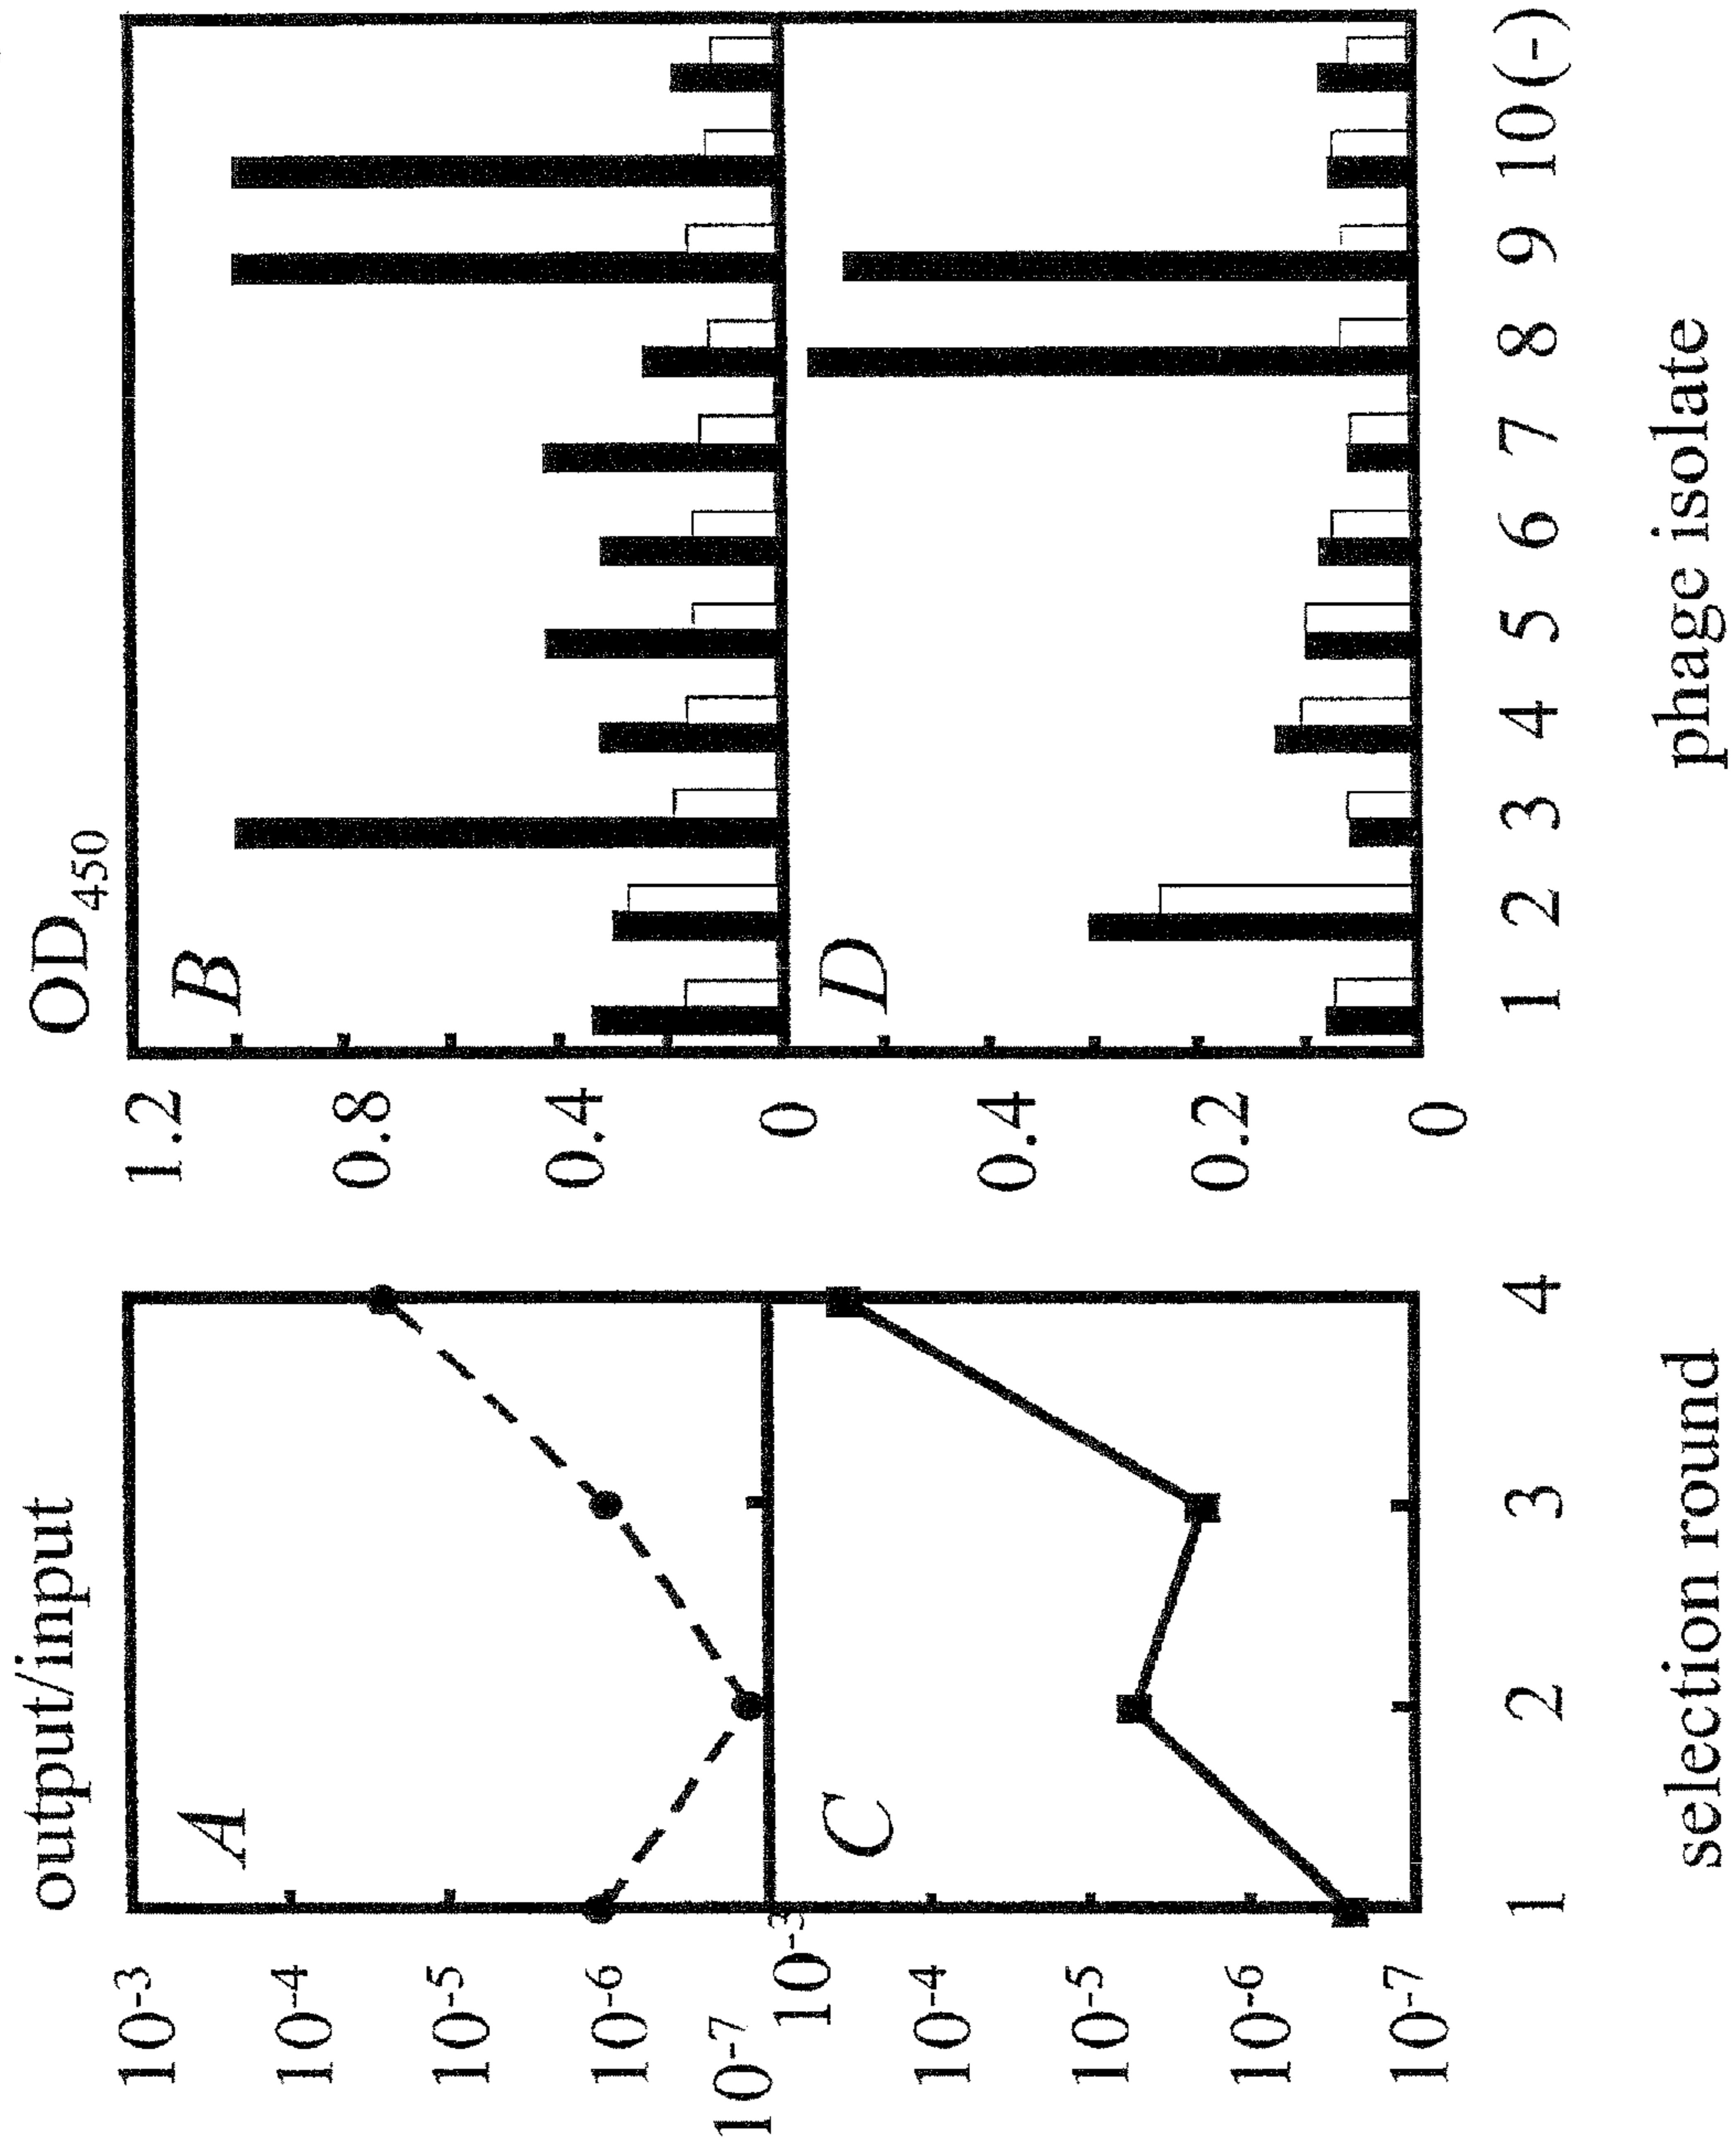 output/input
A
10-3
10-4
10-5
10-6
10-7
C
10-3
10-4
10-5
10-6
10-7
1 2 3 4
selection round
OD450
B
1.2
0.8
0.4
0
D
0.4
0.2
0
1 2 3 4 5 6 7 8 9 10 (-)
phage isolate